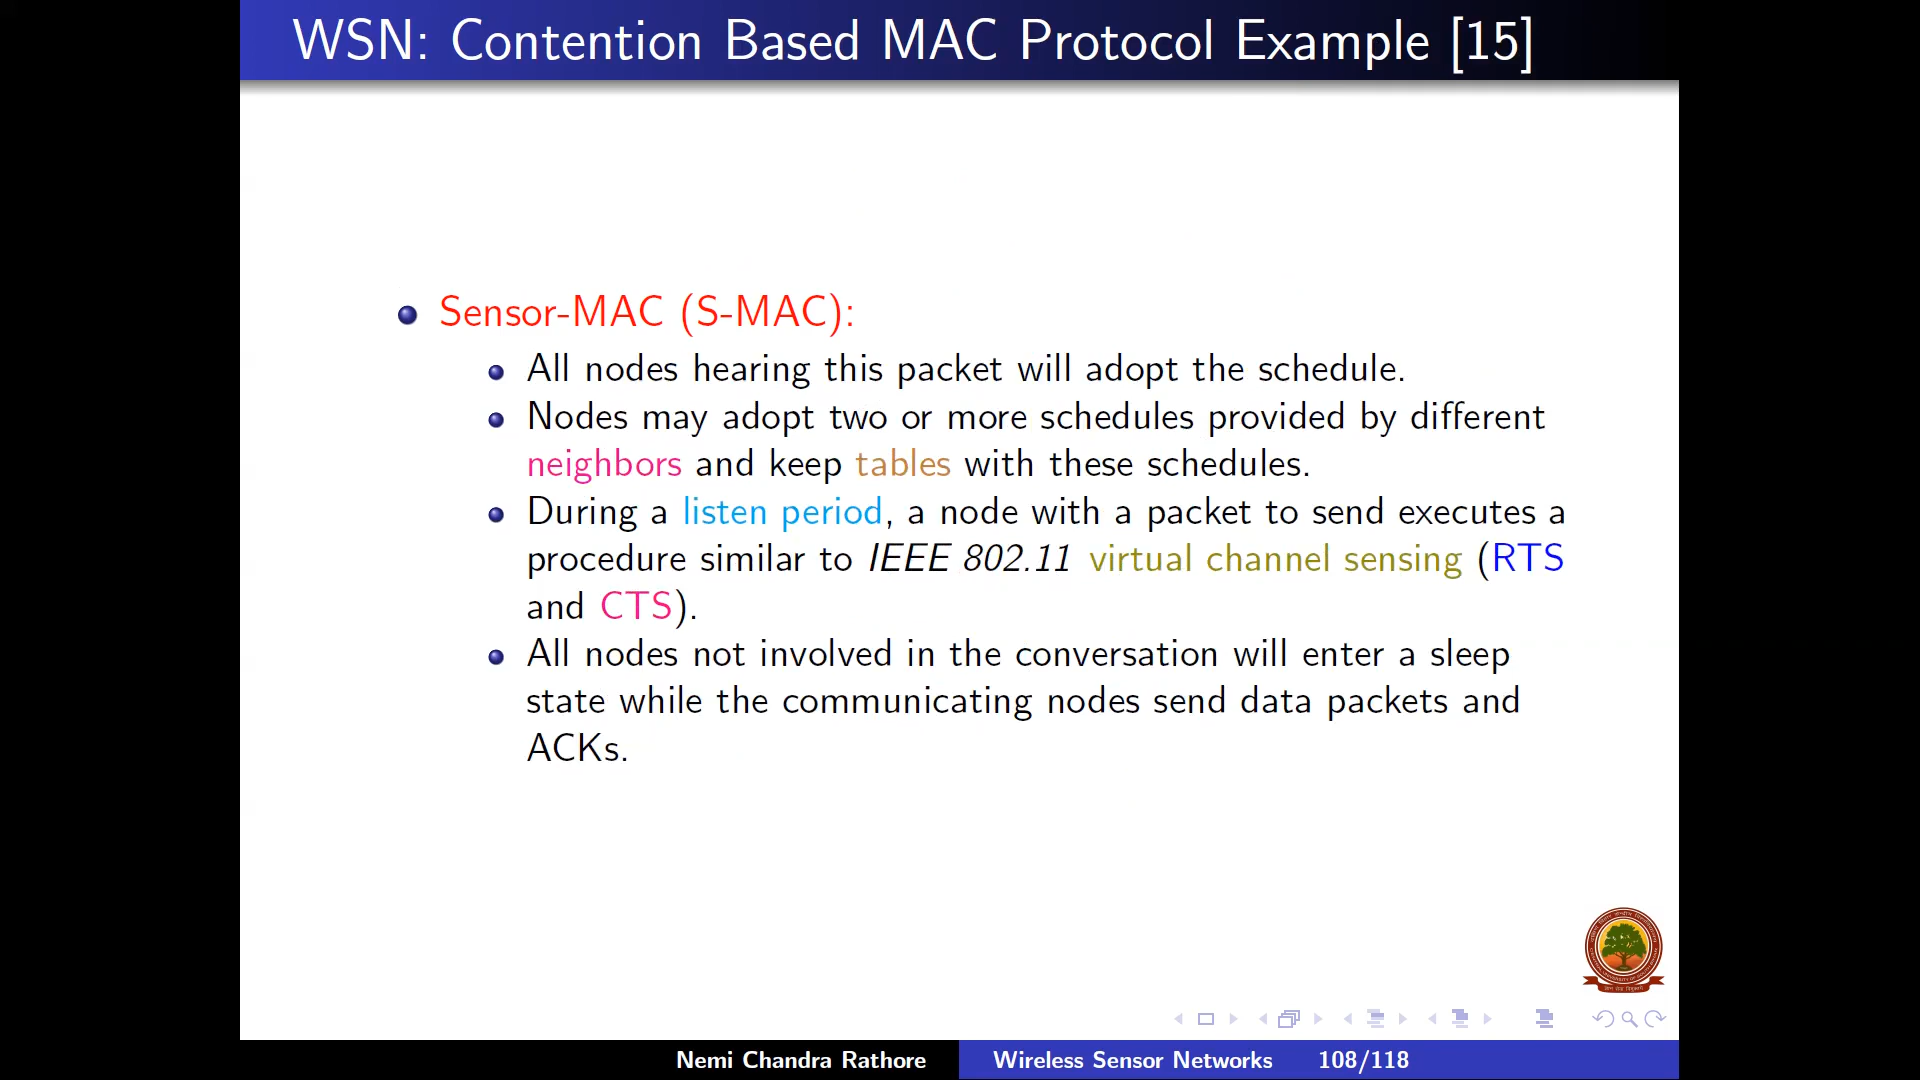 WSN: Contention Based MAC Protocol Example [15]
Sensor-MAC (S-MAC):
All nodes hearing this packet will adopt the schedule.
Nodes may adopt two or more schedules provided by different
neighbors and keep tables with these schedules.
During a listen period, a node with a packet to send executes a
procedure similar to IEEE 802.11 virtual channel sensing (RTS
and CTS).
All nodes not involved in the conversation will enter a sleep
state while the communicating nodes send data packets and
ACKs.
Nemi Chandra Rathore
Wireless Sensor Networks
108/118